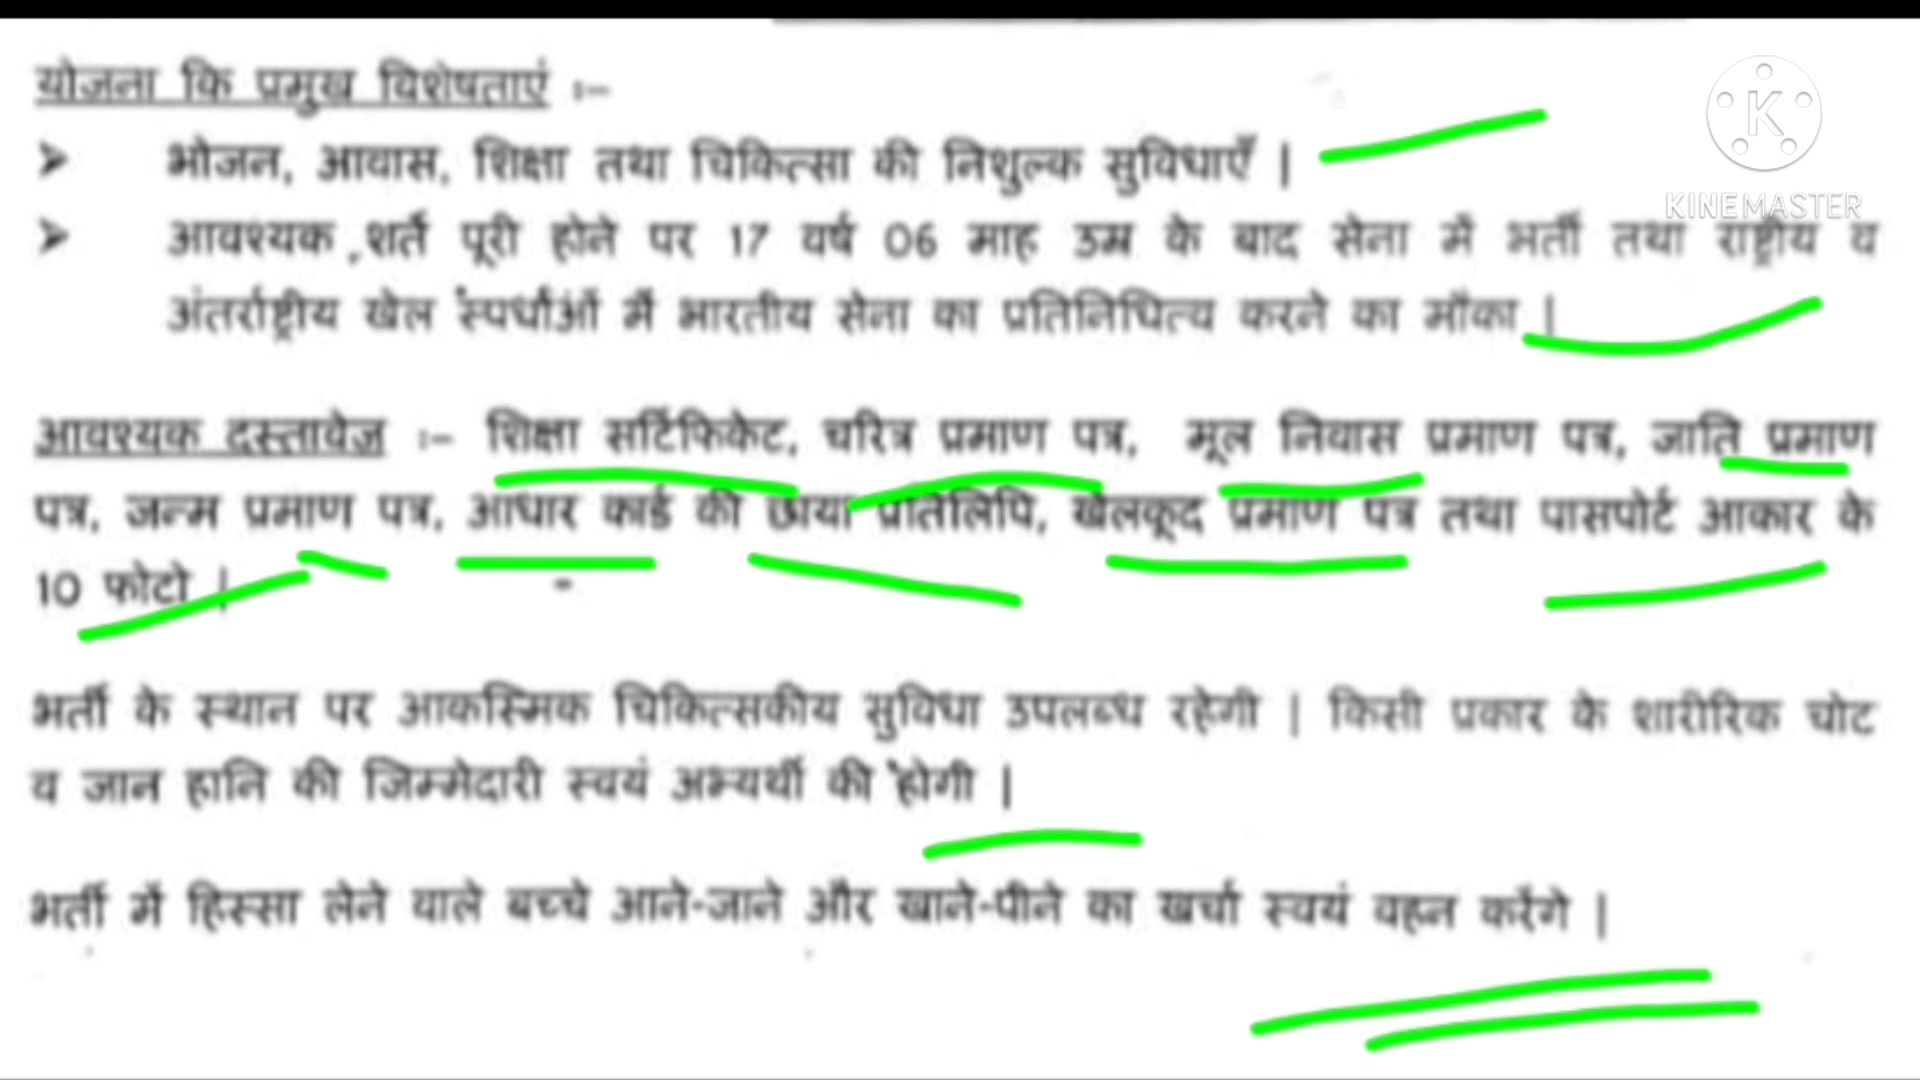 योजना कि प्रमुख विशेषताएं :–
K
➤ भोजन, आवास, शिक्षा तथा चिकित्सा की निशुल्क सुविधाएँ |
KINEMASTER
➤ आवश्यक शर्तें पूरी होने पर 17 वर्ष 06 माह उम्र के बाद सेना में भर्ती तथा राष्ट्रीय व
अंतर्राष्ट्रीय खेल स्पर्धाओं में भारतीय सेना का प्रतिनिधित्व करने का मौका |
आवश्यक दस्तावेज :– शिक्षा सर्टिफिकेट, चरित्र प्रमाण पत्र, मूल निवास प्रमाण पत्र, जाति प्रमाण
पत्र, जन्म प्रमाण पत्र, आधार कार्ड की छाया प्रतिलिपि, खेलकूद प्रमाण पत्र तथा पासपोर्ट आकार के
10 फोटो |
भर्ती के स्थान पर आकस्मिक चिकित्सकीय सुविधा उपलब्ध रहेगी | किसी प्रकार के शारीरिक चोट
व जान हानि की जिम्मेदारी स्वयं अभ्यर्थी की होगी |
भर्ती में हिस्सा लेने वाले बच्चे आने-जाने और खाने-पीने का खर्चा स्वयं वहन करेंगे |